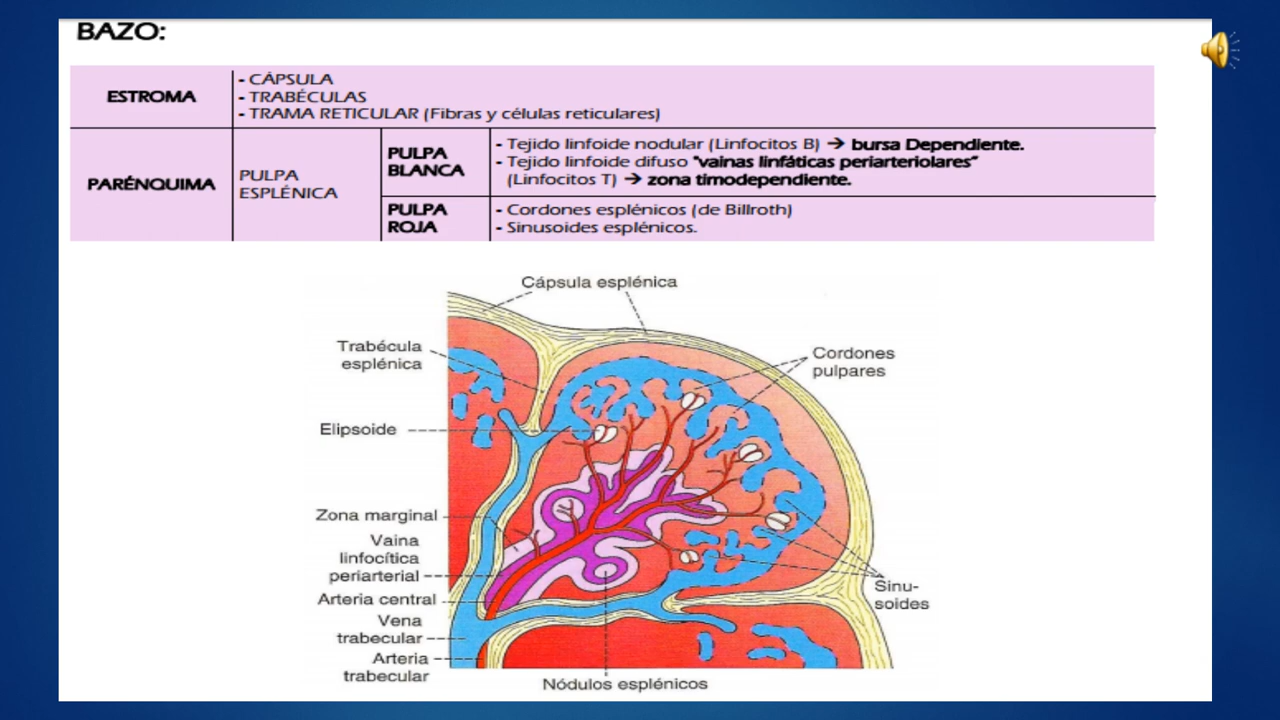 BAZO:
ESTROMA
- CÁPSULA
- TRABÉCULAS
- TRAMA RETICULAR (Fibras y células reticulares)
PARÉNQUIMA
PULPA
ESPLÉNICA
PULPA
BLANCA
- Tejido linfoide nodular (Linfocitos B) → bursa Dependiente.
- Tejido linfoide difuso "vainas linfáticas periarteriolares"
(Linfocitos T) → zona timodependiente.
PULPA
ROJA
- Cordones esplénicos (de Billroth)
- Sinusoides esplénicos.
Cápsula esplénica
Trabécula
esplénica
Cordones
pulpares
Elipsoide
Zona marginal
Vaina
linfocítica
periarterial
Arteria central
Vena
trabecular
Arteria
trabecular
Sinu-
soides
Nódulos esplénicos